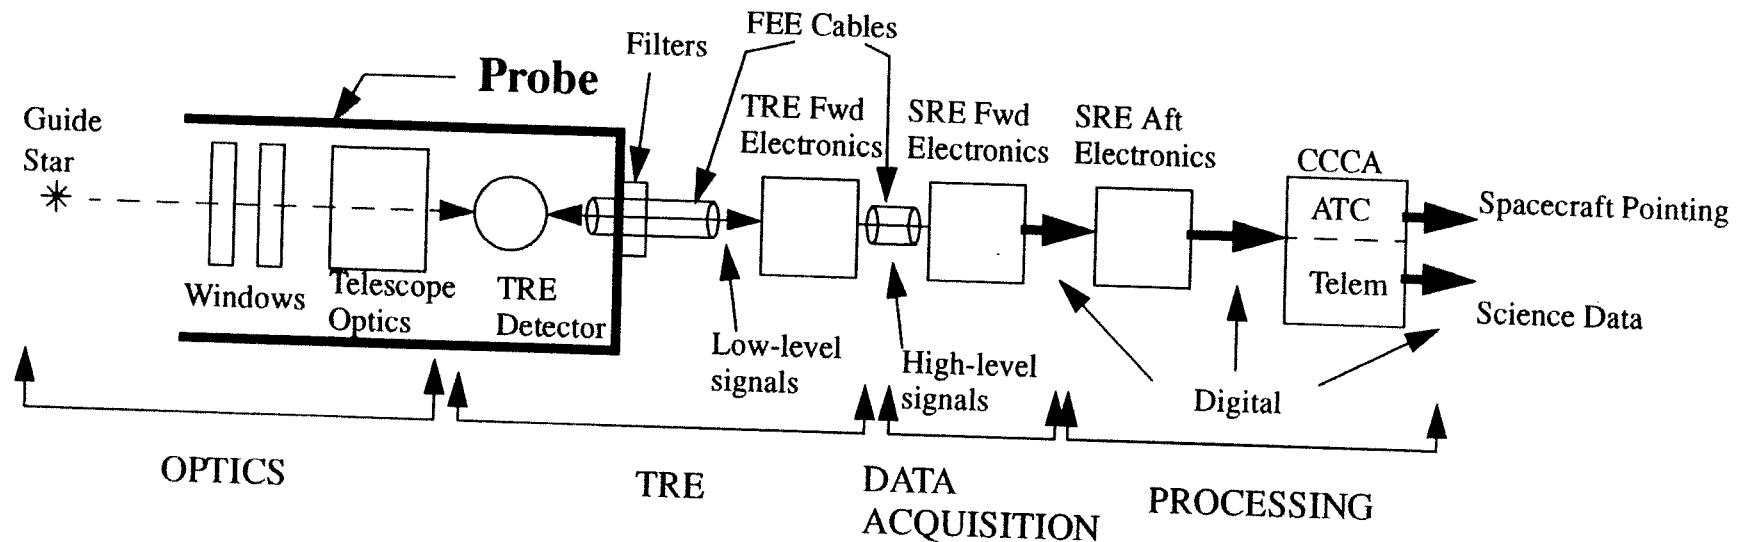 FEE Cables
Filters
Probe
Guide
Star
TRE Fwd
Electronics
SRE Fwd
Electronics
SRE Aft
Electronics
CCCA
ATC
Telem
Spacecraft Pointing
Science Data
Windows
Telescope
Optics
TRE
Detector
Low-level
signals
High-level
signals
Digital
OPTICS
TRE
DATA
ACQUISITION
PROCESSING